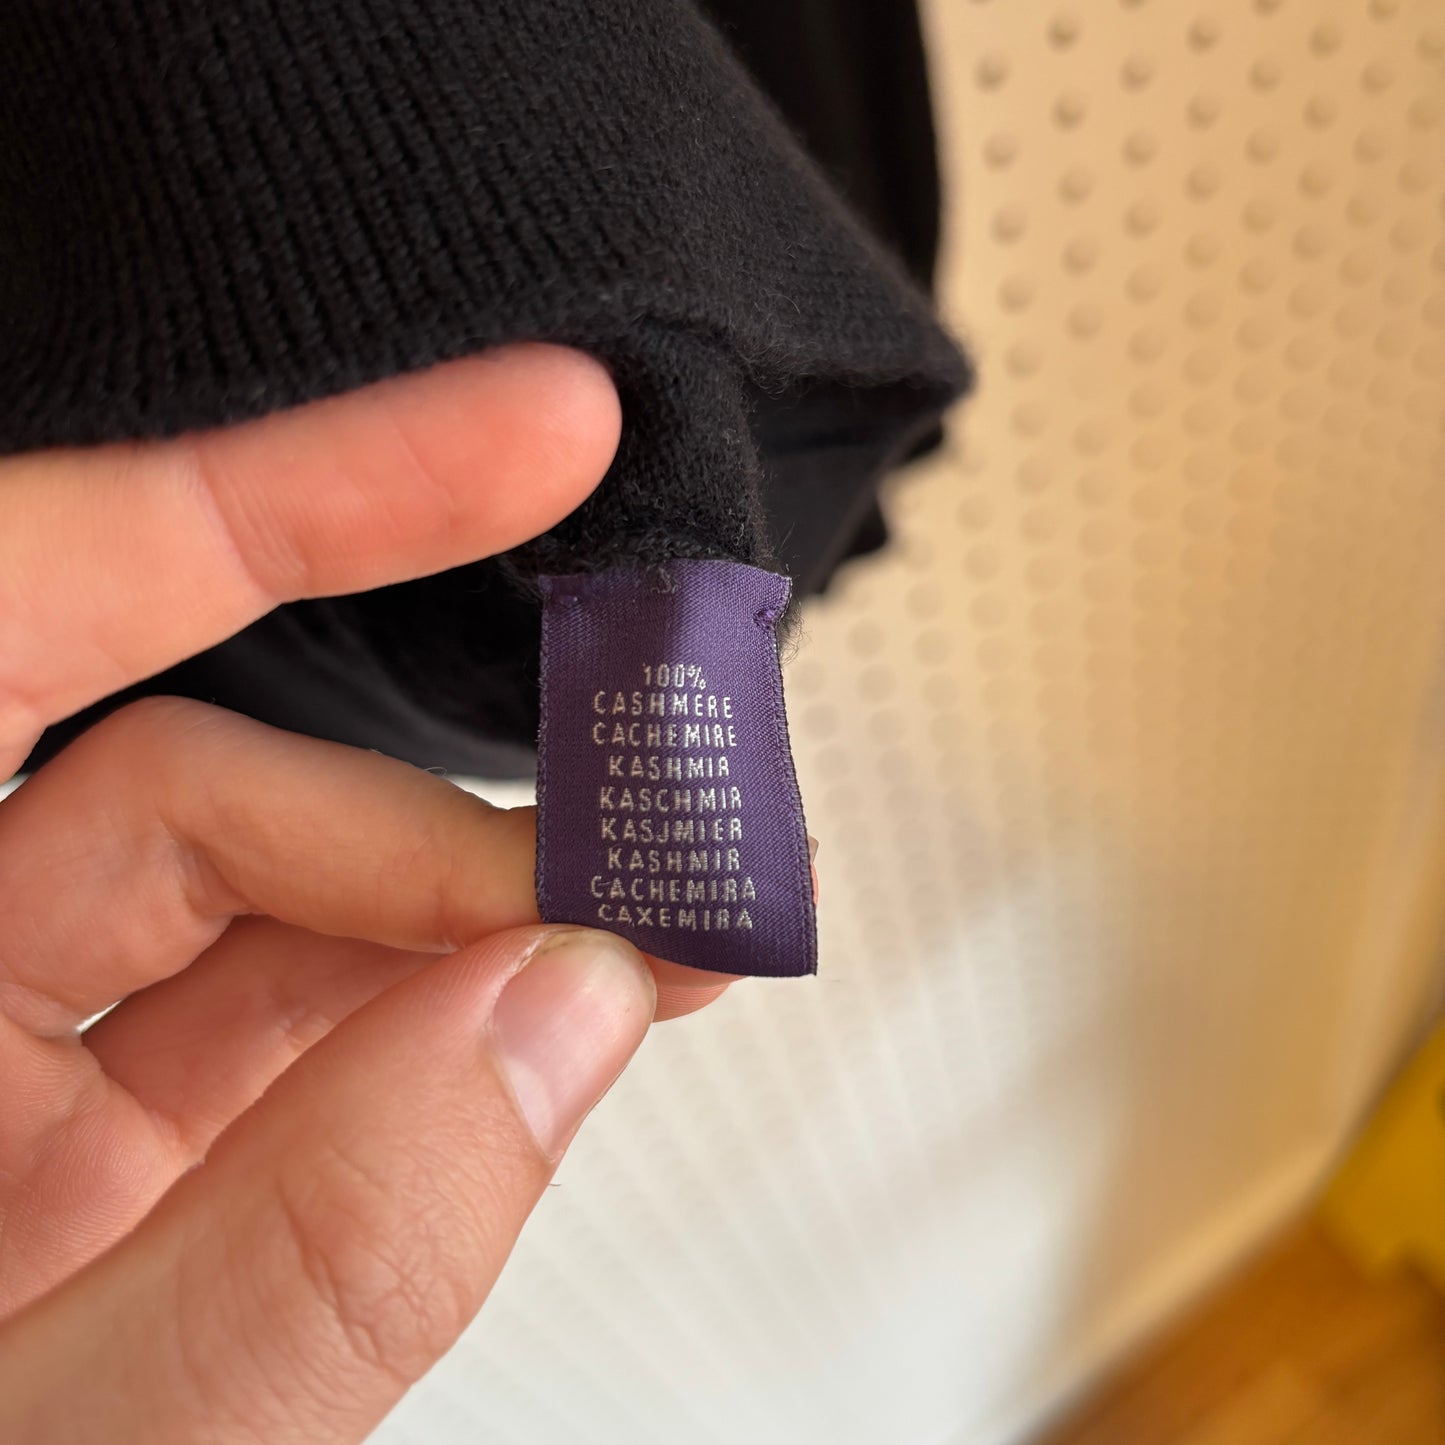 100%
CASHMERE
CACHEMIRE
KASHMIR
KASCHMIR
KASJMIER
KASHMIR
CACHEMIRA
CAXEMIRA